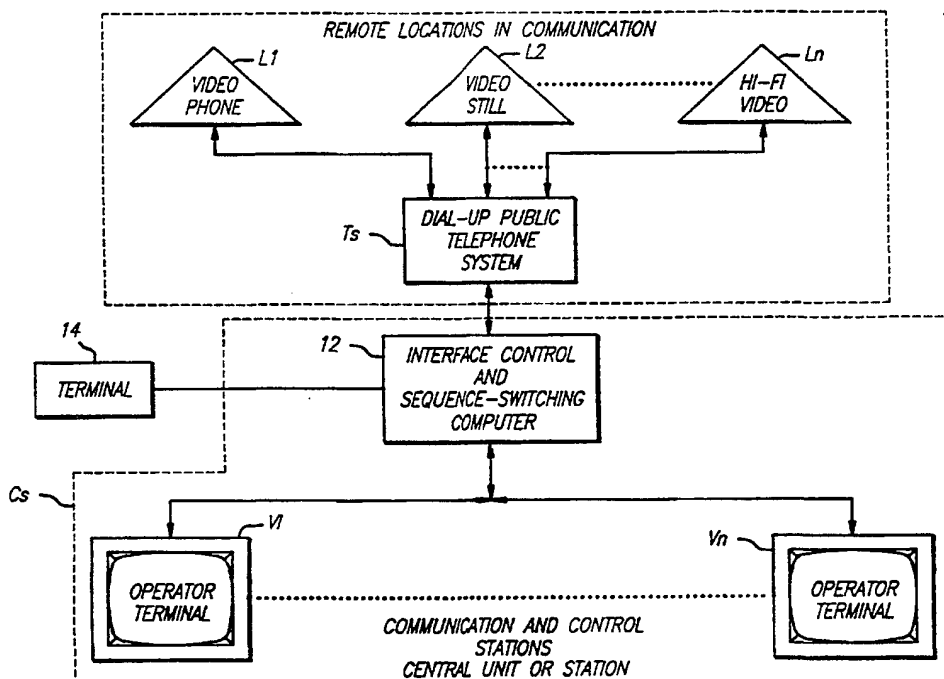 REMOTE LOCATIONS IN COMMUNICATION
L1
L2
Ln
VIDEO
PHONE
VIDEO
STILL
HI-FI
VIDEO
Ts
DIAL-UP PUBLIC
TELEPHONE
SYSTEM
14
12
TERMINAL
INTERFACE CONTROL
AND
SEQUENCE-SWITCHING
COMPUTER
Cs
V1
Vn
OPERATOR
TERMINAL
OPERATOR
TERMINAL
COMMUNICATION AND CONTROL
STATIONS
CENTRAL UNIT OR STATION